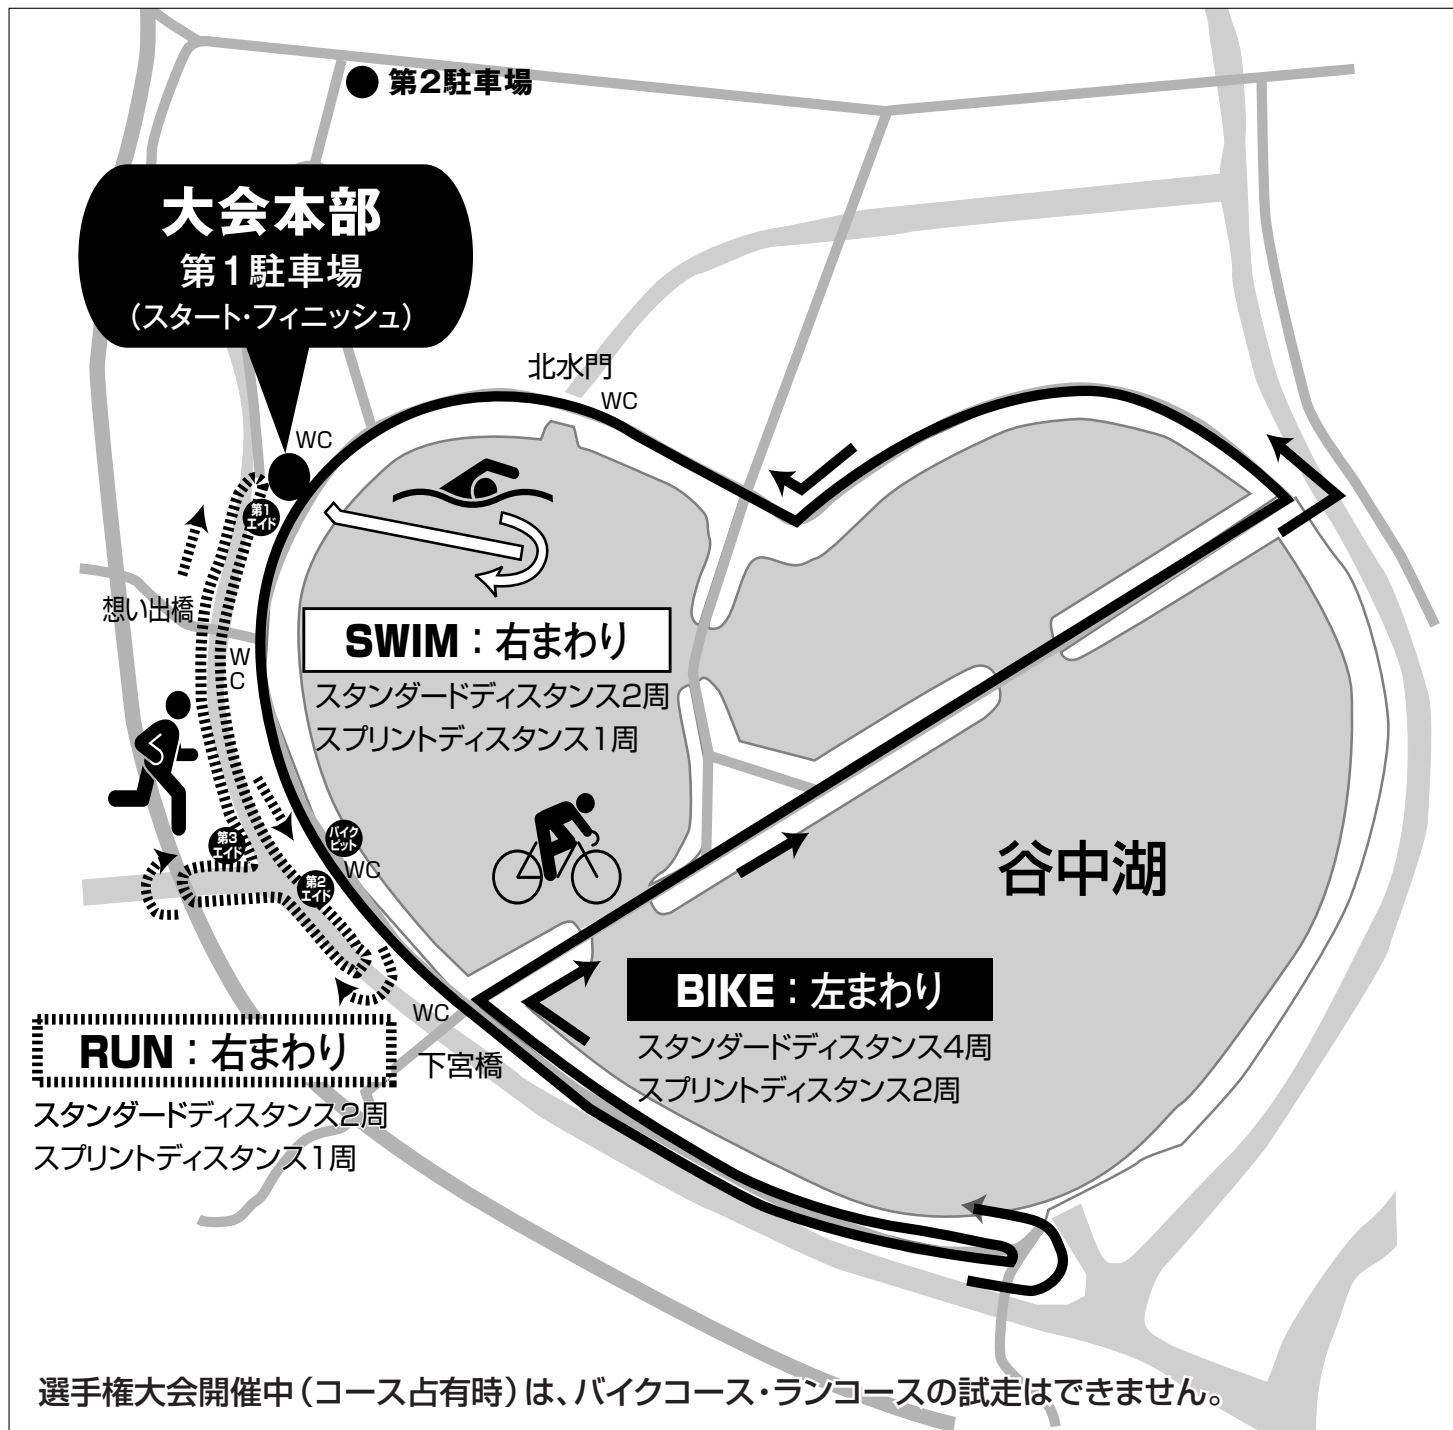 第2駐車場
大会本部
第1駐車場
(スタート・フィニッシュ)
北水門
WC
WC
第1
エイド
想い出橋
W
C
SWIM：右まわり
スタンダードディスタンス2周
スプリントディスタンス1周
第3
エイド
バイク
ピット
WC
第2
エイド
谷中湖
WC
下宮橋
BIKE：左まわり
スタンダードディスタンス4周
スプリントディスタンス2周
RUN：右まわり
スタンダードディスタンス2周
スプリントディスタンス1周
選手権大会開催中(コース占有時)は、バイクコース・ランコースの試走はできません。